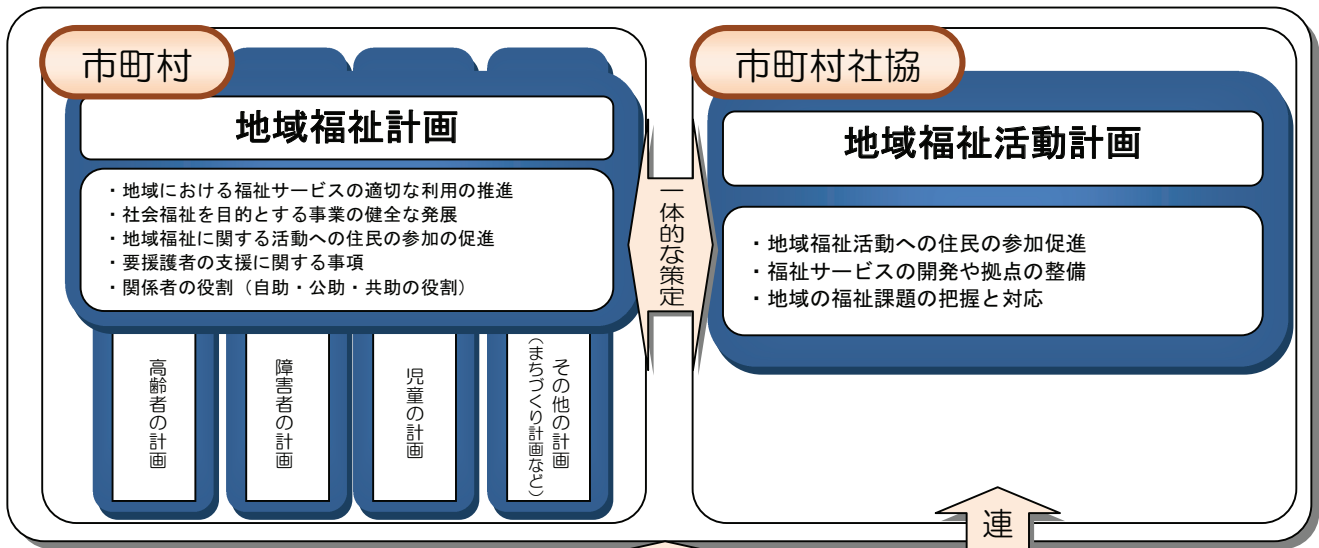 市町村
地域福祉計画
・地域における福祉サービスの適切な利用の推進
・社会福祉を目的とする事業の健全な発展
・地域福祉に関する活動への住民の参加の促進
・要援護者の支援に関する事項
・関係者の役割（自助・公助・共助の役割）
高齢者の計画
障害者の計画
児童の計画
その他の計画
（まちづくり計画など）
一体的な策定
市町村社協
地域福祉活動計画
・地域福祉活動への住民の参加促進
・福祉サービスの開発や拠点の整備
・地域の福祉課題の把握と対応
連